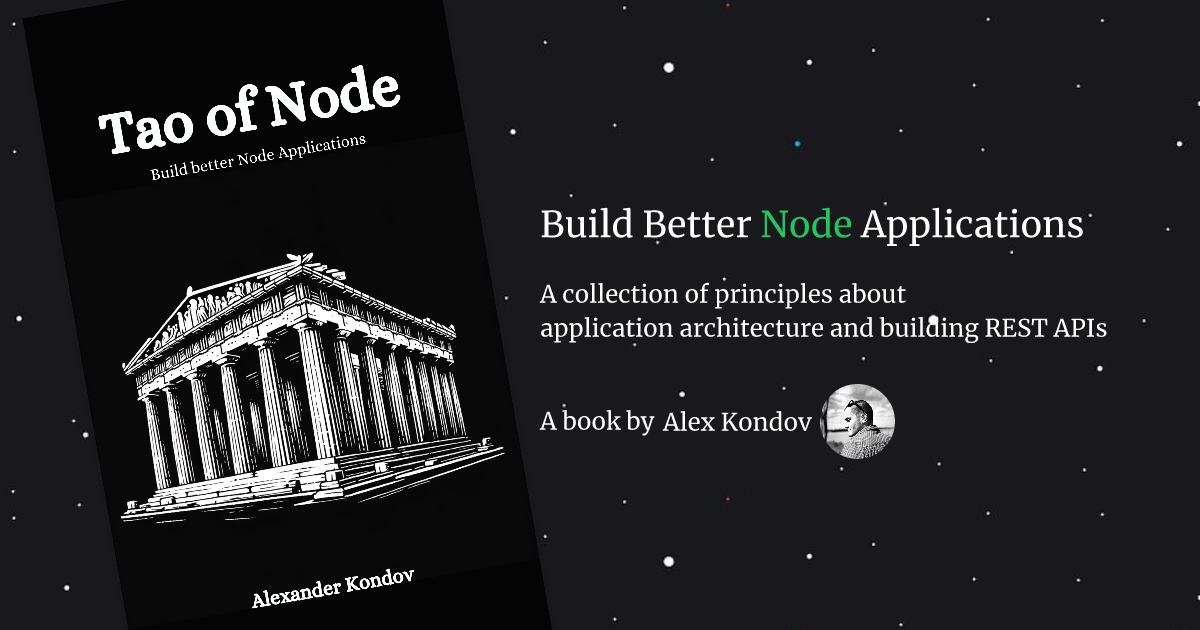 Tao of Node
Build better Node Applications
Alexander Kondov
Build Better Node Applications
A collection of principles about
application architecture and building REST APIs
A book by Alex Kondov